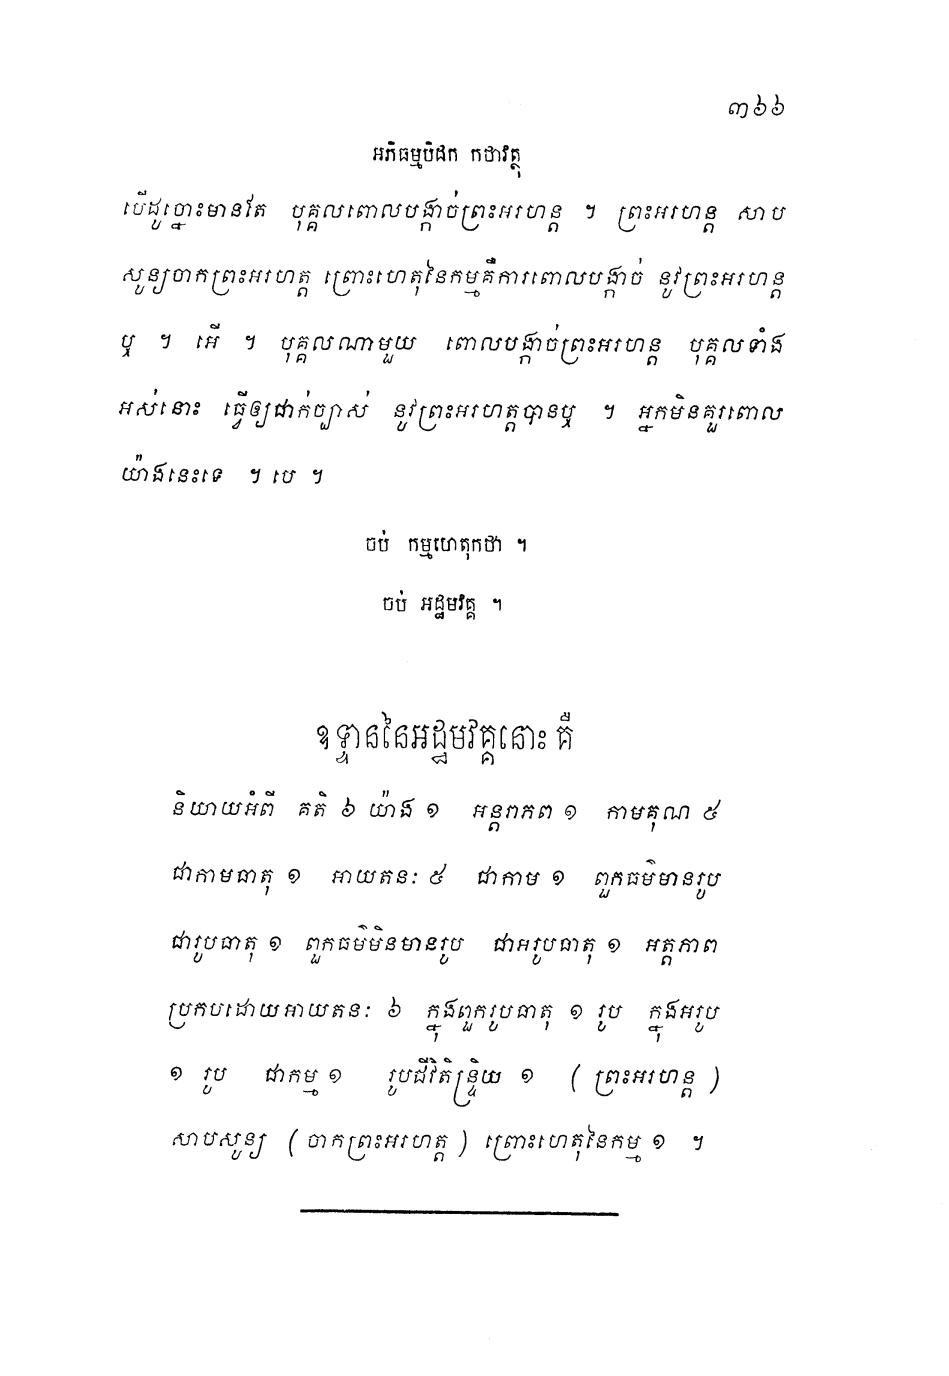 ៣៦៦
អភិធម្មបិដក កថាវត្ថុ
បើដូច្នោះមានតែ បុគ្គលពោលបង្កាច់ព្រះអរហន្ត ។ ព្រះអរហន្ត សាប
សូន្យចាកព្រះអរហត្ត ព្រោះហេតុនៃកម្មគឺការពោលបង្កាច់ នូវព្រះអរហន្ត
ឬ ។ អើ ។ បុគ្គលណាមួយ ពោលបង្កាច់ព្រះអរហន្ត បុគ្គលទាំង
អស់នោះ ធ្វើឲ្យជាក់ច្បាស់ នូវព្រះអរហត្តបានឬ ។ អ្នកមិនគួរពោល
យ៉ាងនេះទេ ។ បេ ។
ចប់ កម្មហេតុកថា ។
ចប់ អដ្ឋមវគ្គ ។
ឧទ្ទាននៃអដ្ឋមវគ្គនោះ គឺ
និយាយអំពី គតិ ៦ យ៉ាង ១ អន្តរាភព ១ កាមគុណ ៥
ជាកាមធាតុ ១ អាយតនៈ ៥ ជាកាម ១ ពួកធម៌មានរូប
ជារូបធាតុ ១ ពួកធម៌មិនមានរូប ជាអរូបធាតុ ១ អត្តភាព
ប្រកបដោយអាយតនៈ ៦ ក្នុងពួករូបធាតុ ១ រូប ក្នុងអរូប
១ រូប ជាកម្ម ១ រូបជីវិតិន្ទ្រិយ ១ ( ព្រះអរហន្ត )
សាបសូន្យ ( ចាកព្រះអរហត្ត ) ព្រោះហេតុនៃកម្ម ១ ។